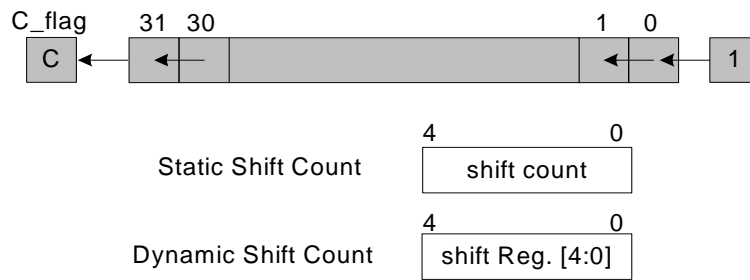 C_flag 31 30 1 0
C 1
4 0
Static Shift Count shift count
4 0
Dynamic Shift Count shift Reg. [4:0]